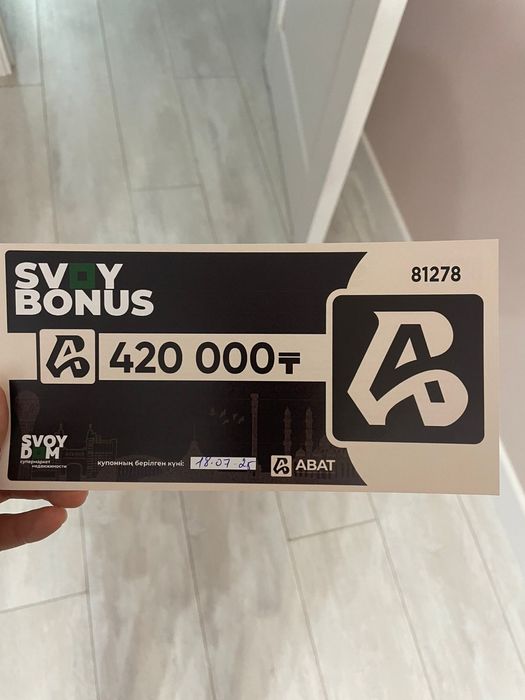 SVOY
BONUS
81278
420 000₸
SVOY
DOM
супермаркет
недвижимости
купонның берілген күні: 18.07.25
ABAT